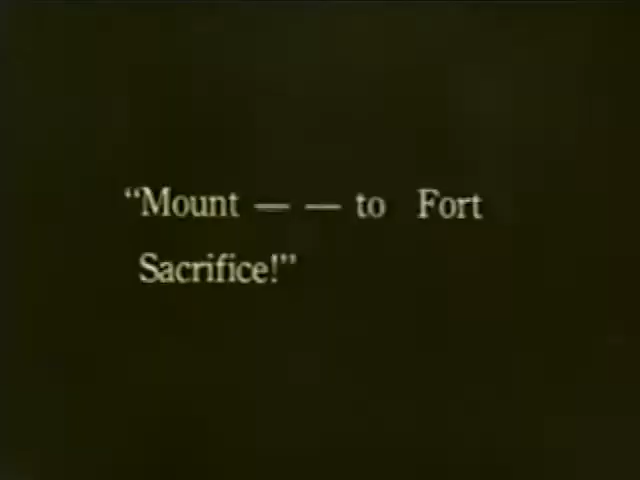 “Mount — — to Fort
Sacrifice!”